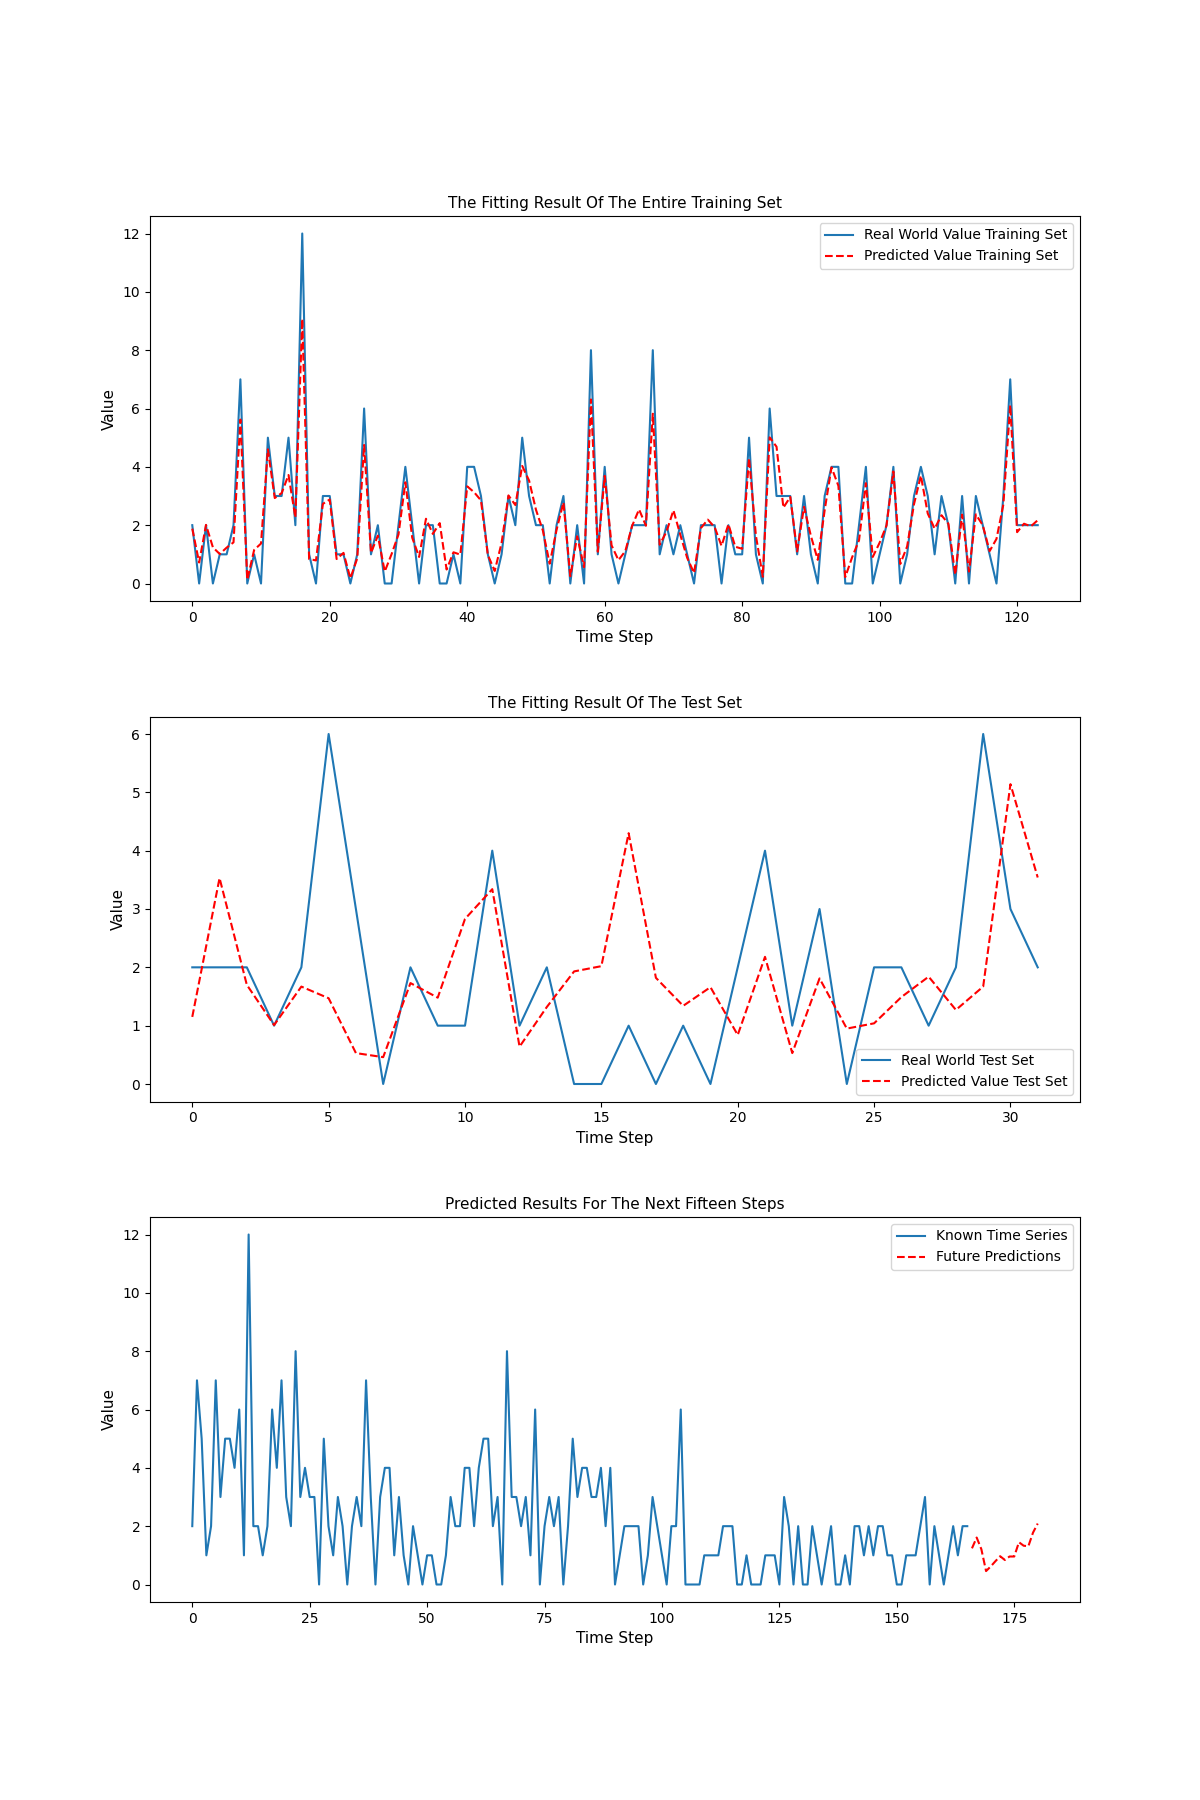 The Fitting Result Of The Entire Training Set
12
10
8
6
4
2
0
Value
Real World Value Training Set
Predicted Value Training Set
0 20 40 60 80 100 120
Time Step
The Fitting Result Of The Test Set
6
5
4
3
2
1
0
Value
Real World Test Set
Predicted Value Test Set
0 5 10 15 20 25 30
Time Step
Predicted Results For The Next Fifteen Steps
12
10
8
6
4
2
0
Value
Known Time Series
Future Predictions
0 25 50 75 100 125 150 175
Time Step